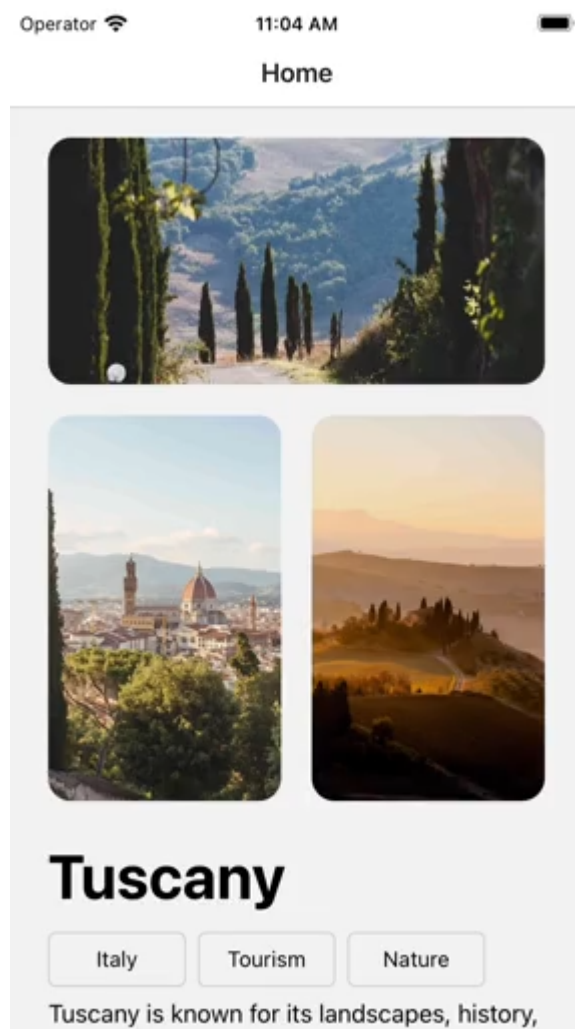 Operator
11:04 AM
Home
Tuscany
Italy
Tourism
Nature
Tuscany is known for its landscapes, history,